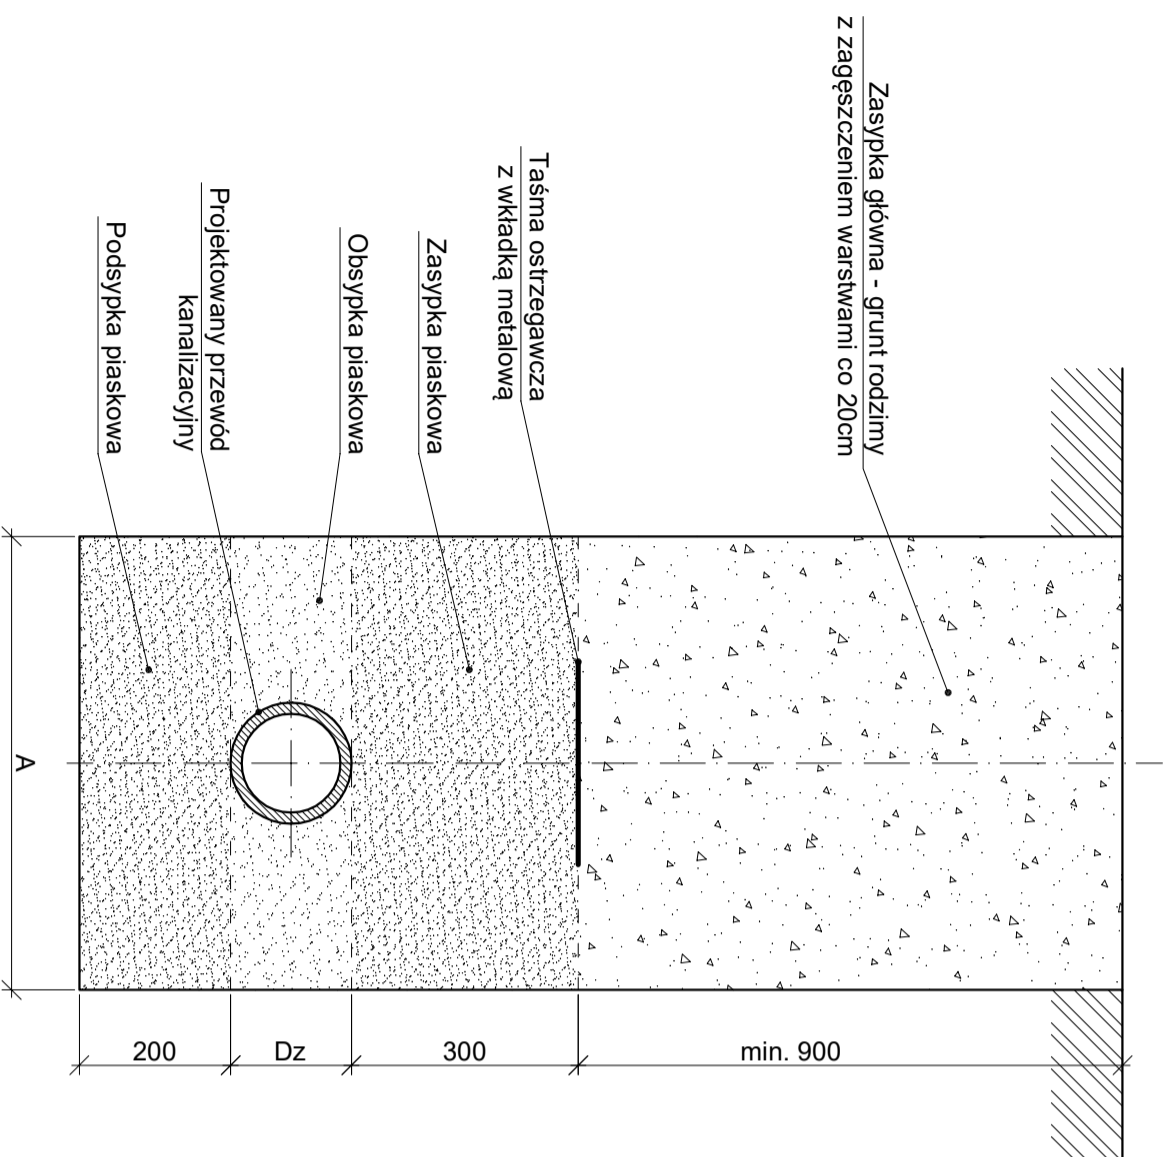 Zasypka główna - grunt rodzimy
z zagęszczeniem warstwami co 20cm
Taśma ostrzegawcza
z wkładką metalową
Zasypka piaskowa
Obsypka piaskowa
Projektowany przewód
kanalizacyjny
Podsypka piaskowa
A
200
Dz
300
min. 900